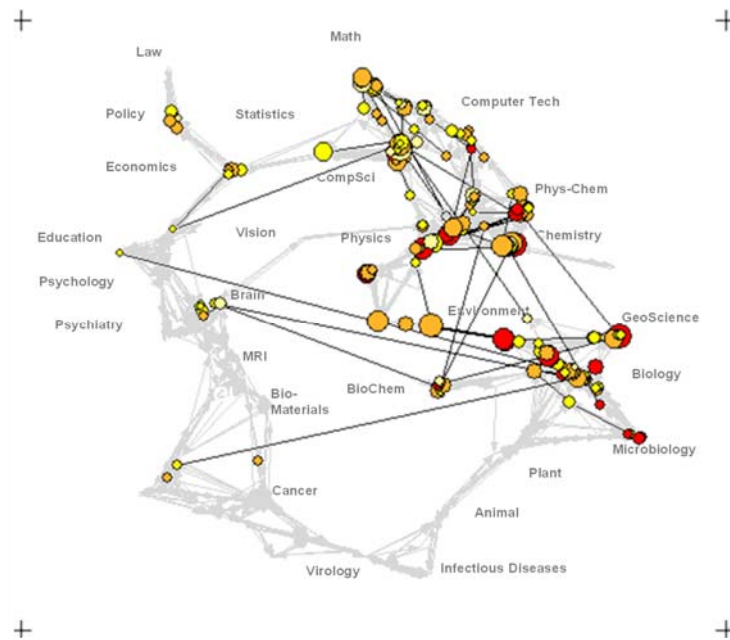 Math
Law
Computer Tech
Policy
Statistics
Economics
CompSci
Phys-Chem
Education
Vision
Physics
Chemistry
Psychology
Brain
Environment
GeoScience
Psychiatry
MRI
BioChem
Biology
Bio-
Materials
Microbiology
Plant
Cancer
Animal
Virology
Infectious Diseases